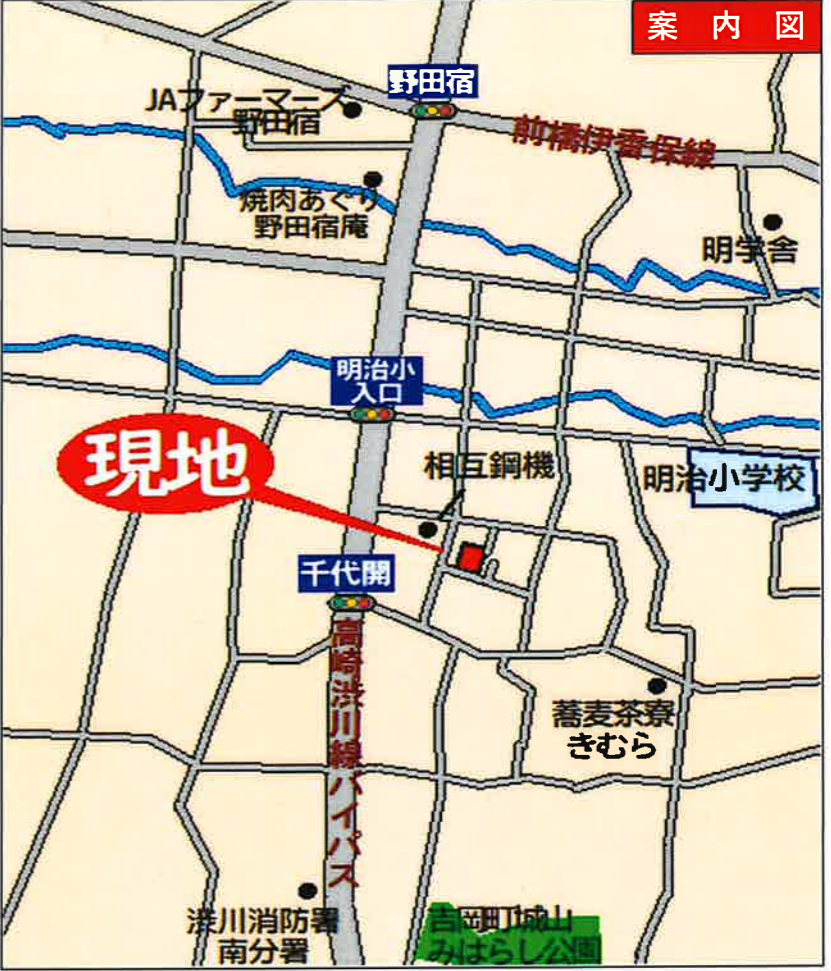 案内図
野田宿
JAファーマーズ
野田宿
前橋伊香保線
焼肉あぐり
野田宿庵
明学舎
明治小
入口
現地
相互鋼機
明治小学校
千代開
高崎渋川線バイパス
蕎麦茶寮
きむら
渋川消防署
南分署
吉岡町城山
みはらし公園